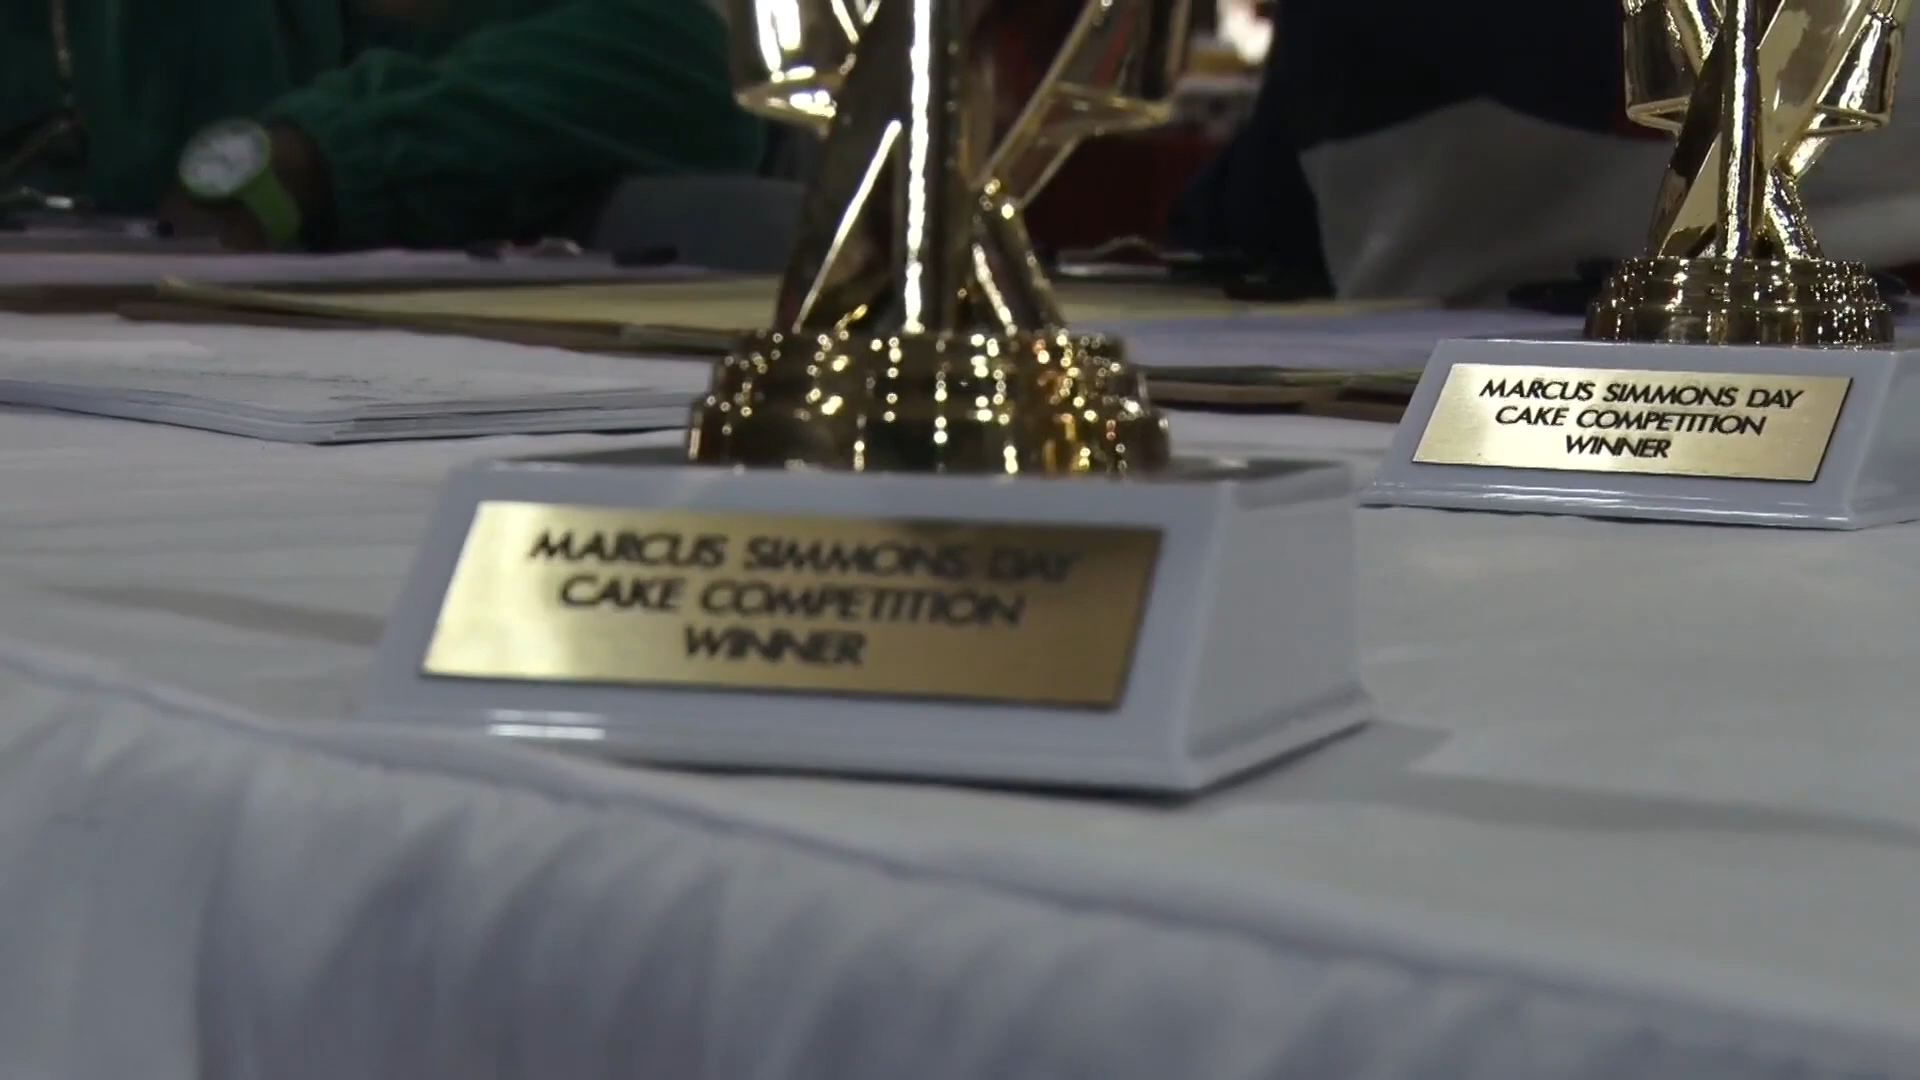 MARCUS SIMMONS DAY
CAKE COMPETITION
WINNER
MARCUS SIMMONS DAY
CAKE COMPETITION
WINNER